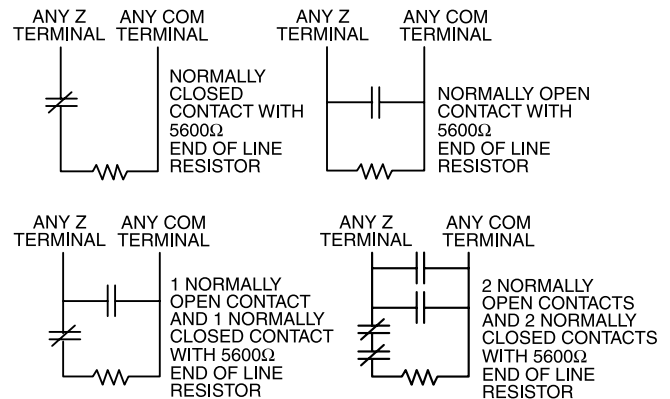 ANY Z TERMINAL
ANY COM TERMINAL
NORMALLY
CLOSED
CONTACT WITH
5600Ω
END OF LINE
RESISTOR
ANY Z TERMINAL
ANY COM TERMINAL
NORMALLY OPEN
CONTACT WITH
5600Ω
END OF LINE
RESISTOR
ANY Z TERMINAL
ANY COM TERMINAL
1 NORMALLY
OPEN CONTACT
AND 1 NORMALLY
CLOSED CONTACT
WITH 5600Ω
END OF LINE
RESISTOR
ANY Z TERMINAL
ANY COM TERMINAL
2 NORMALLY
OPEN CONTACTS
AND 2 NORMALLY
CLOSED CONTACTS
WITH 5600Ω
END OF LINE
RESISTOR